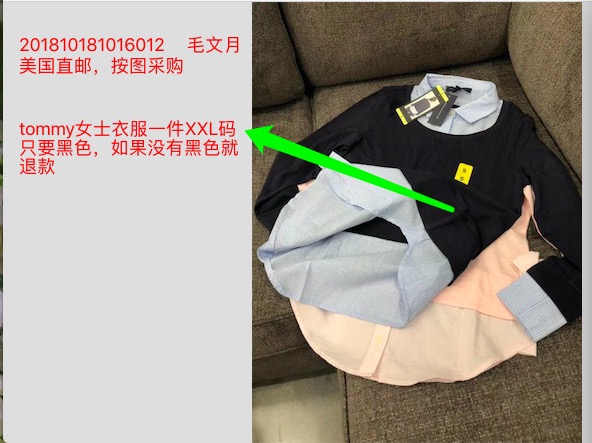 201810181016012 毛文月
美国直邮，按图采购
tommy女士衣服一件XXL码
只要黑色，如果没有黑色就
退款